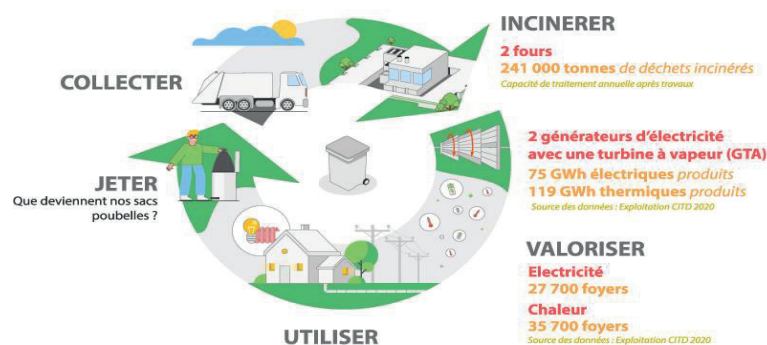 INCINERER
2 fours
241 000 tonnes de déchets incinérés
Capacité de traitement annuelle après travaux
COLLECTER
2 générateurs d'électricité
avec une turbine à vapeur (GTA)
75 GWh électriques produits
119 GWh thermiques produits
Source des données : Exploitation CITD 2020
JETER
Que deviennent nos sacs
poubelles ?
VALORISER
Electricité
27 700 foyers
Chaleur
35 700 foyers
Source des données : Exploitation CITD 2020
UTILISER